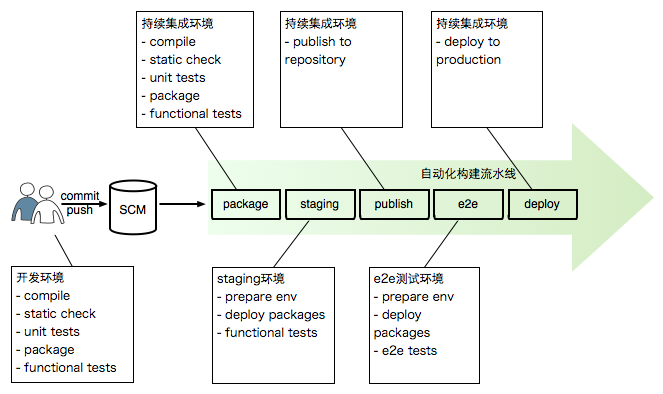 持续集成环境
- compile
- static check
- unit tests
- package
- functional tests
持续集成环境
- publish to
repository
持续集成环境
- deploy to
production
自动化构建流水线
commit
push
SCM
package
staging
publish
e2e
deploy
开发环境
- compile
- static check
- unit tests
- package
- functional tests
staging环境
- prepare env
- deploy packages
- functional tests
e2e测试环境
- prepare env
- deploy
packages
- e2e tests